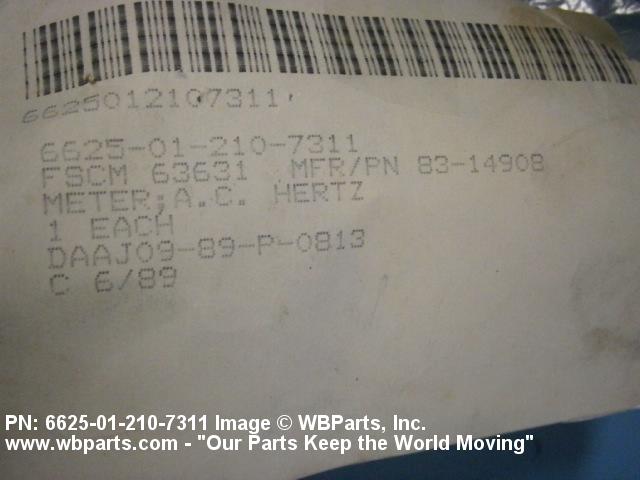 6625012107311
6625-01-210-7311
FSCM 63631 MFR/PN 83-14908
METER;A.C. HERTZ
1 EACH
DAAJ09-89-P-0813
C 6/89
PN: 6625-01-210-7311 Image © WBParts, Inc.
www.wbparts.com - "Our Parts Keep the World Moving"